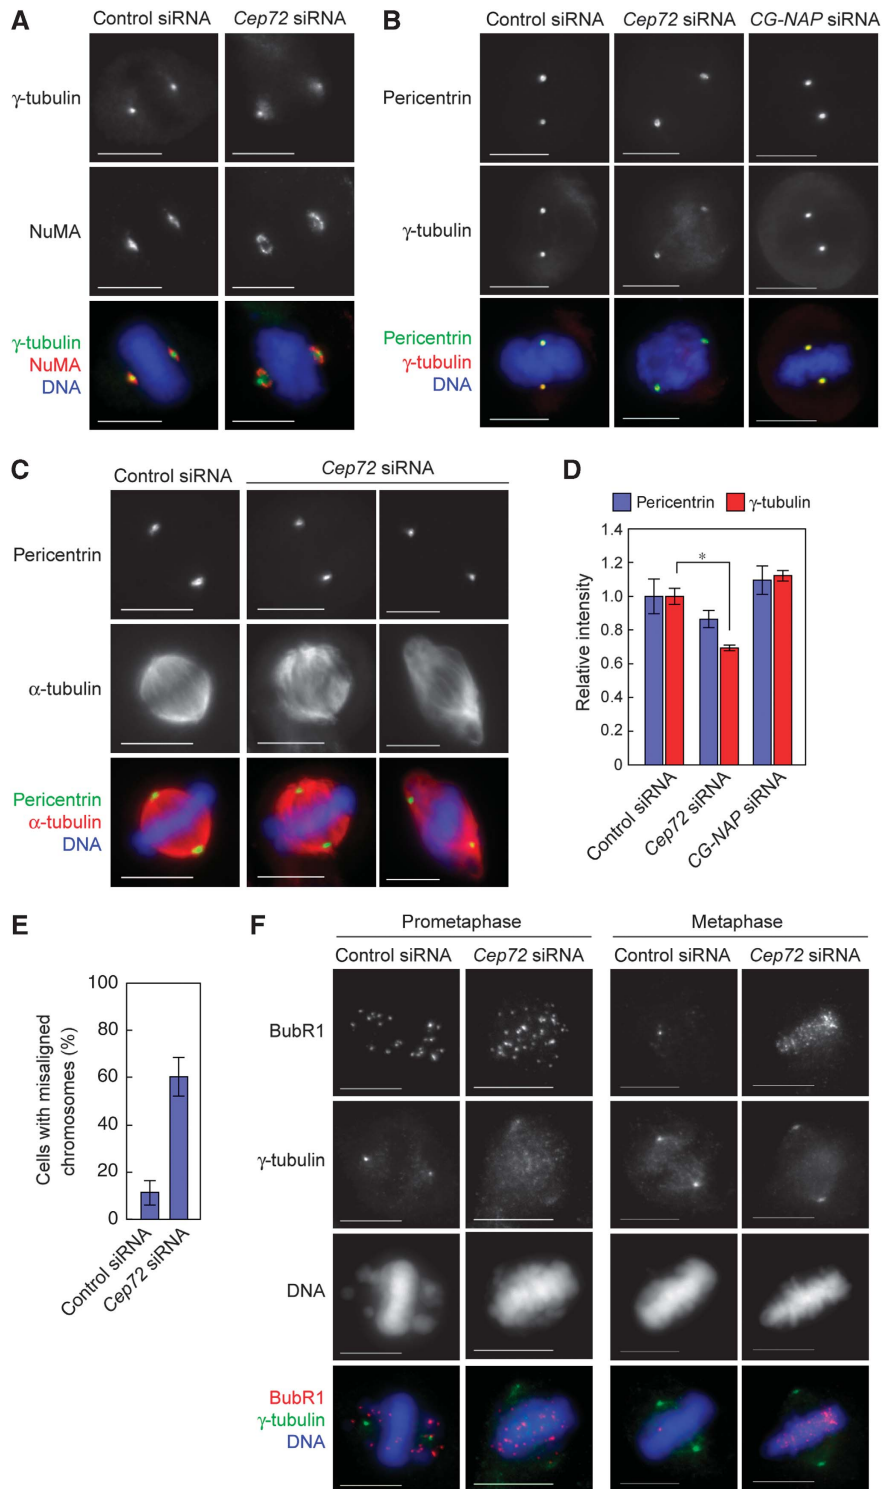 A
Control siRNA Cep72 siRNA
γ-tubulin
NuMA
γ-tubulin
NuMA
DNA
B
Control siRNA Cep72 siRNA CG-NAP siRNA
Pericentrin
γ-tubulin
Pericentrin
γ-tubulin
DNA
C
Control siRNA Cep72 siRNA
Pericentrin
α-tubulin
Pericentrin
α-tubulin
DNA
D
Pericentrin γ-tubulin
Relative intensity
1.4
1.2
1.0
0.8
0.6
0.4
0.2
0
*
Control siRNA
Cep72 siRNA
CG-NAP siRNA
E
Cells with misaligned
chromosomes (%)
100
80
60
40
20
0
Control siRNA
Cep72 siRNA
F
Prometaphase Metaphase
Control siRNA Cep72 siRNA Control siRNA Cep72 siRNA
BubR1
γ-tubulin
DNA
BubR1
γ-tubulin
DNA